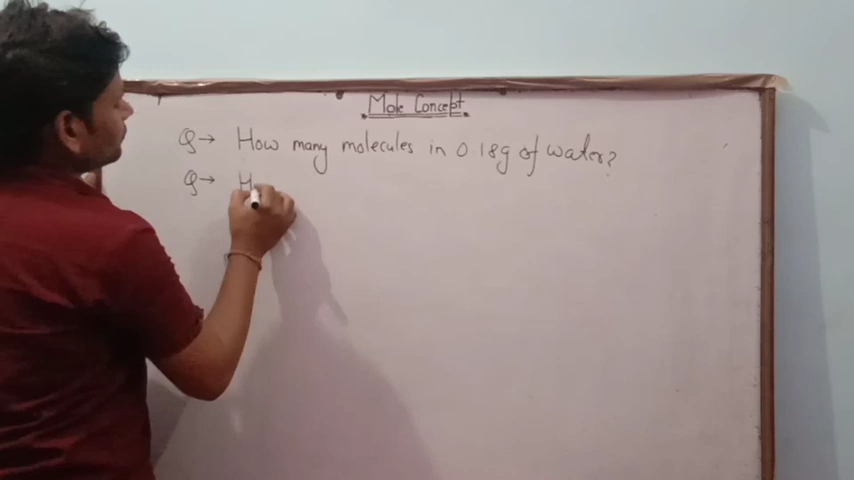 Mole Concept
Q→ How many molecules in 0.18g of water?
Q→ H